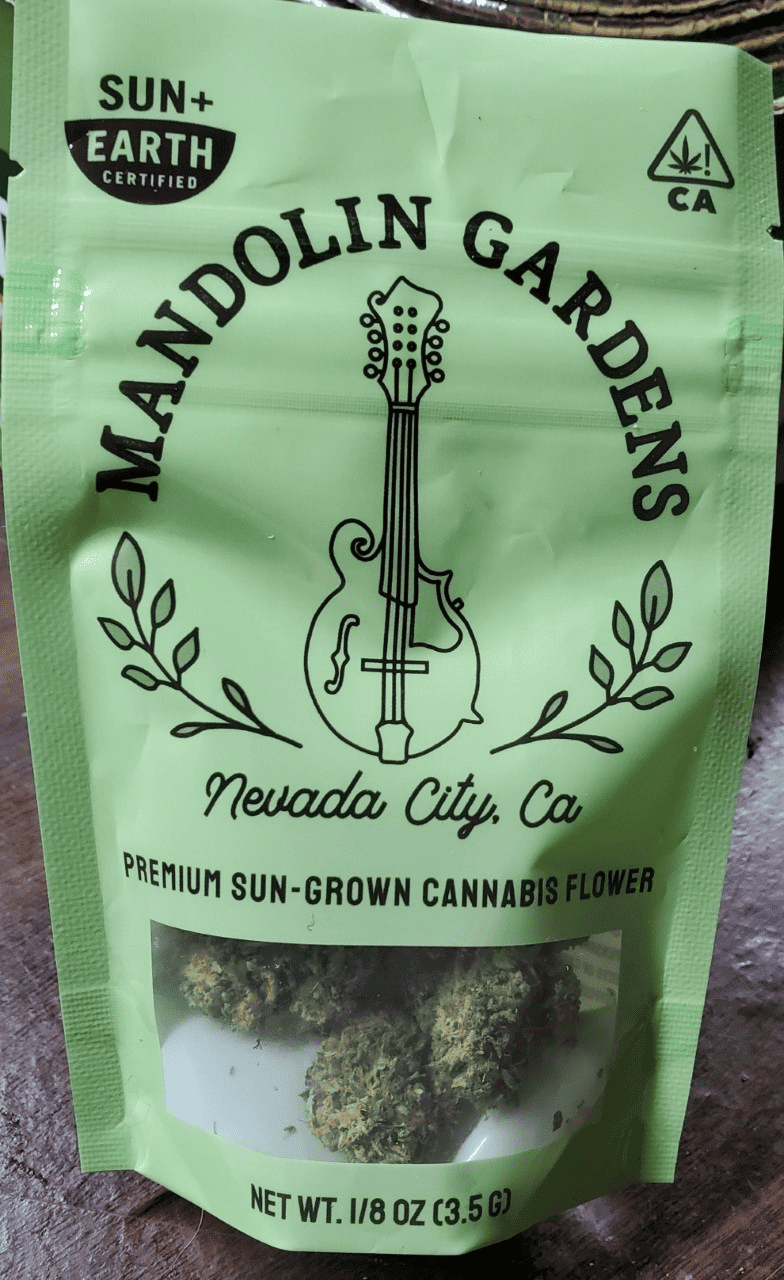 SUN+
EARTH
CERTIFIED
!
CA
MANDOLIN GARDENS
Nevada City, Ca
PREMIUM SUN-GROWN CANNABIS FLOWER
NET WT. 1/8 OZ (3.5 G)